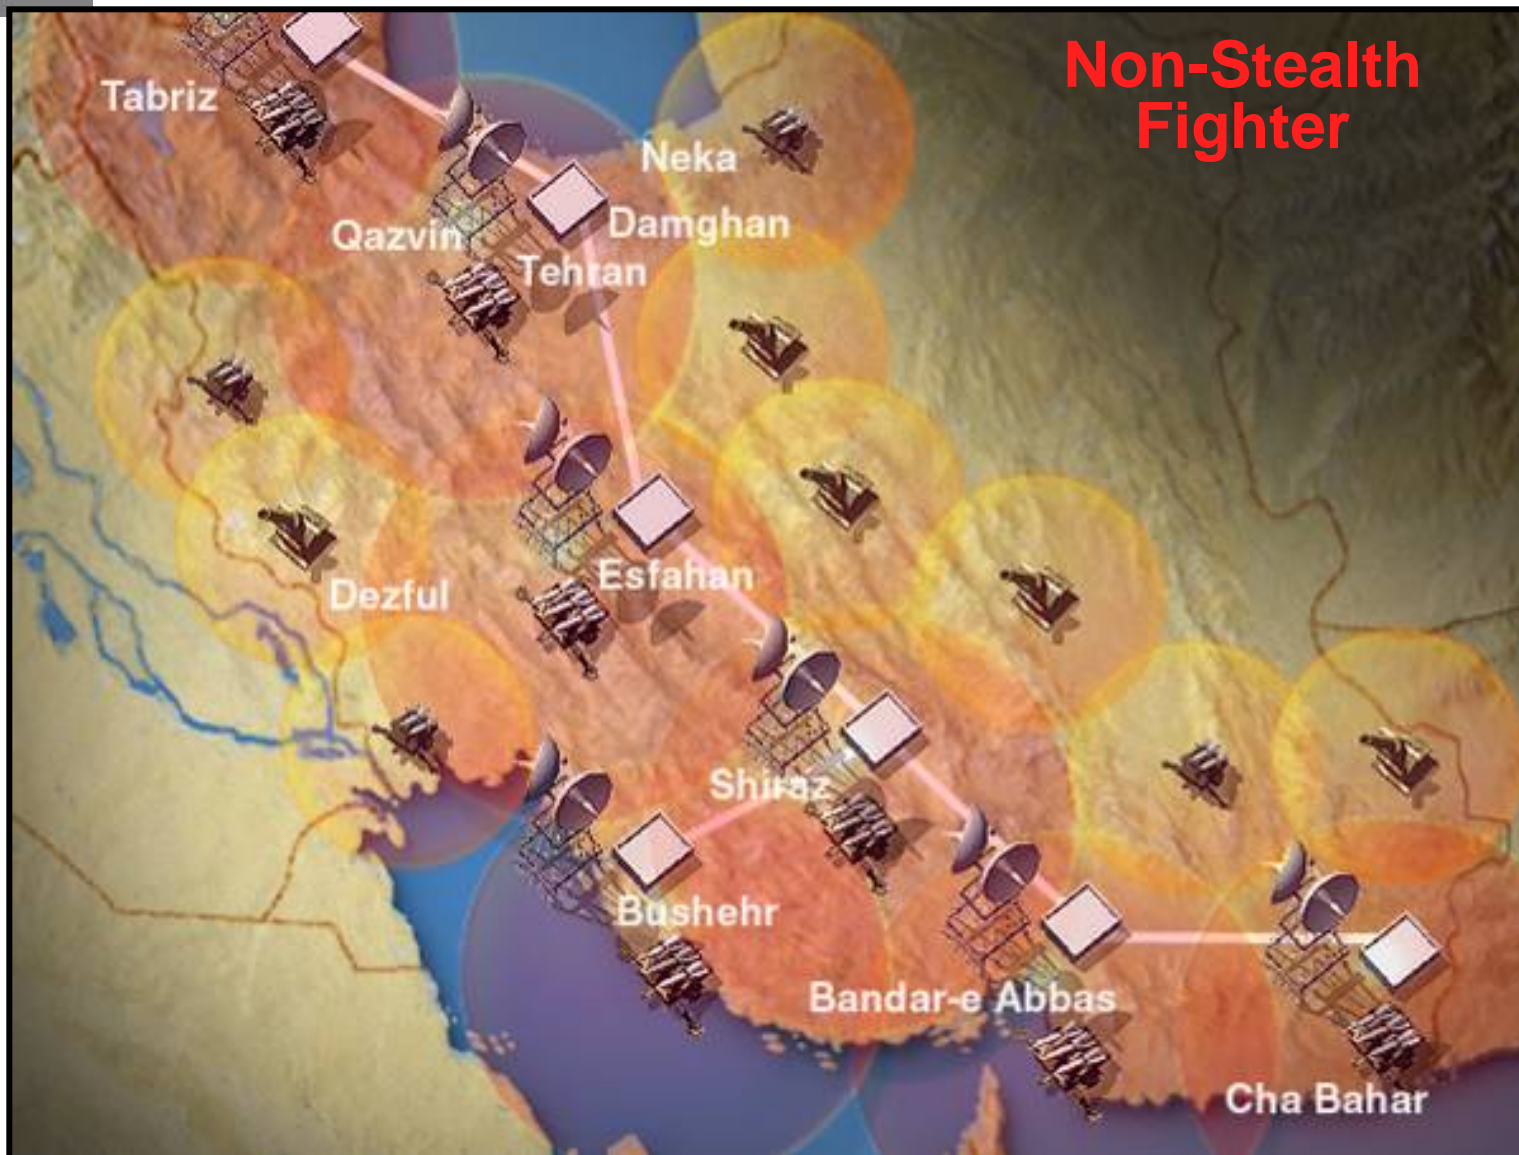 Non-Stealth
Fighter
Tabriz
Neka
Damghan
Qazvin
Tehran
Esfahan
Dezful
Shiraz
Bushehr
Bandar-e Abbas
Cha Bahar